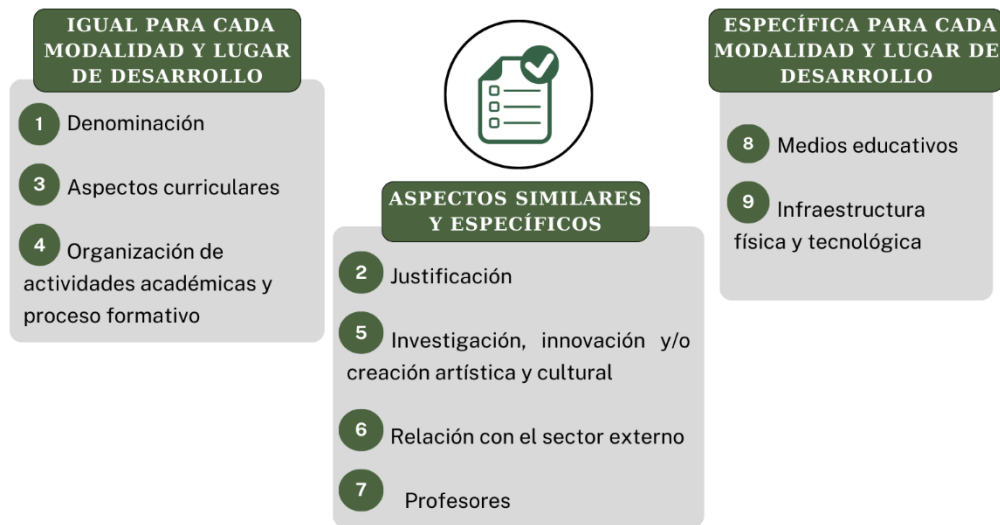 IGUAL PARA CADA
MODALIDAD Y LUGAR
DE DESARROLLO
1 Denominación
3 Aspectos curriculares
4 Organización de
actividades académicas y
proceso formativo
ASPECTOS SIMILARES
Y ESPECÍFICOS
2 Justificación
5 Investigación, innovación y/o
creación artística y cultural
6 Relación con el sector externo
7 Profesores
ESPECÍFICA PARA CADA
MODALIDAD Y LUGAR DE
DESARROLLO
8 Medios educativos
9 Infraestructura
física y tecnológica